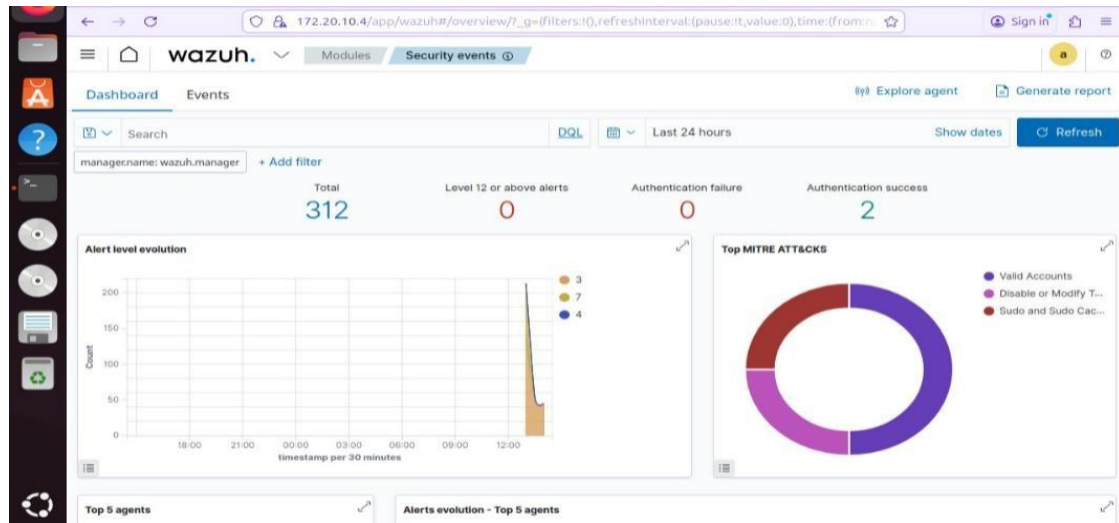 172.20.10.4/app/wazuh#/overview/?_g=(filters:!(),refreshInterval:(pause:!t,value:0),time:(from:n
Sign in
wazuh. Modules Security events
a
Dashboard Events Explore agent Generate report
Search DQL Last 24 hours Show dates Refresh
manager.name: wazuh.manager + Add filter
Total Level 12 or above alerts Authentication failure Authentication success
312 0 0 2
Alert level evolution
200
150
100
50
0
Count
18:00 21:00 00:00 03:00 06:00 09:00 12:00
timestamp per 30 minutes
3
7
4
Top MITRE ATT&CKS
Valid Accounts
Disable or Modify T...
Sudo and Sudo Cac...
Top 5 agents Alerts evolution - Top 5 agents